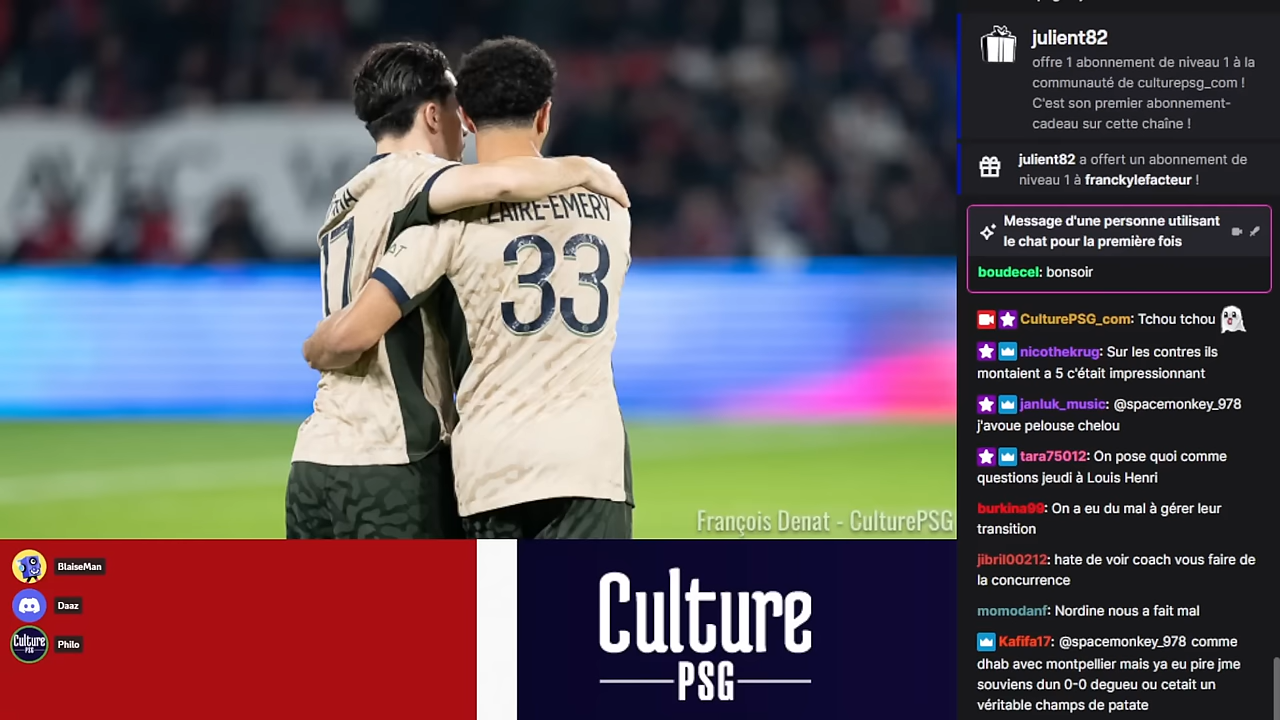 17
ZAÏRE-EMERY
33
François Denat - CulturePSG
BlaiseMan
Daaz
Culture
PSG
Philo
Culture
PSG
julient82
offre 1 abonnement de niveau 1 à la
communauté de culturepsg_com !
C'est son premier abonnement-
cadeau sur cette chaîne !
julient82 a offert un abonnement de
niveau 1 à franckylefacteur !
Message d'une personne utilisant
le chat pour la première fois
boudecel: bonsoir
CulturePSG_com: Tchou tchou
nicothekrug: Sur les contres ils
montaient a 5 c'était impressionnant
janluk_music: @spacemonkey_978
j'avoue pelouse chelou
tara75012: On pose quoi comme
questions jeudi à Louis Henri
burkina99: On a eu du mal à gérer leur
transition
jibril00212: hate de voir coach vous faire de
la concurrence
momodanf: Nordine nous a fait mal
Kafifa17: @spacemonkey_978 comme
dhab avec montpellier mais ya eu pire jme
souviens dun 0-0 degueu ou cetait un
véritable champs de patate